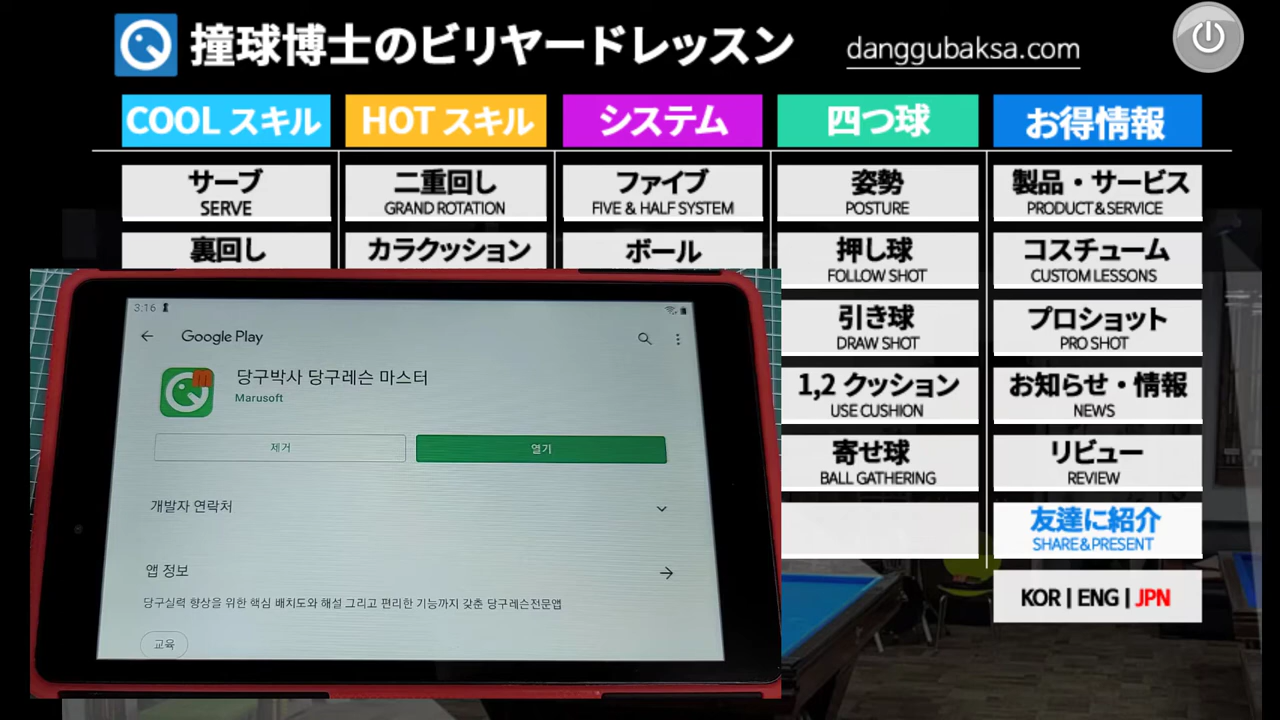 撞球博士のビリヤードレッスン
danggubaksa.com
COOL スキル
HOT スキル
システム
四つ球
お得情報
サーブ
SERVE
二重回し
GRAND ROTATION
ファイブ
FIVE & HALF SYSTEM
姿勢
POSTURE
製品・サービス
PRODUCT & SERVICE
裏回し
カラクッション
ボール
押し球
FOLLOW SHOT
コスチューム
CUSTOM LESSONS
引き球
DRAW SHOT
プロショット
PRO SHOT
1,2 クッション
USE CUSHION
お知らせ・情報
NEWS
寄せ球
BALL GATHERING
リビュー
REVIEW
友達に紹介
SHARE & PRESENT
KOR | ENG | JPN
3:16
Google Play
당구박사 당구레슨 마스터
Marusoft
제거
열기
개발자 연락처
앱 정보
당구실력 향상을 위한 핵심 배치도와 해설 그리고 편리한 기능까지 갖춘 당구레슨전문앱
교육